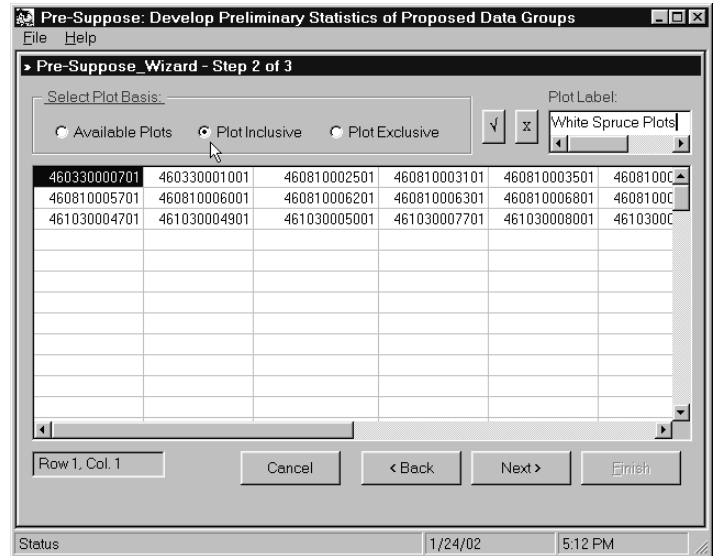 Pre-Suppose: Develop Preliminary Statistics of Proposed Data Groups
File Help
Pre-Suppose_Wizard - Step 2 of 3
Select Plot Basis:
Plot Label:
Available Plots Plot Inclusive Plot Exclusive
√ x White Spruce Plots
460330000701 460330001001 460810002501 460810003101 460810003501 46081000
460810005701 460810006001 460810006201 460810006301 460810006801 46081000
461030004701 461030004901 461030005001 461030007701 461030008001 4610300
Row 1, Col. 1
Cancel < Back Next > Finish
Status 1/24/02 5:12 PM